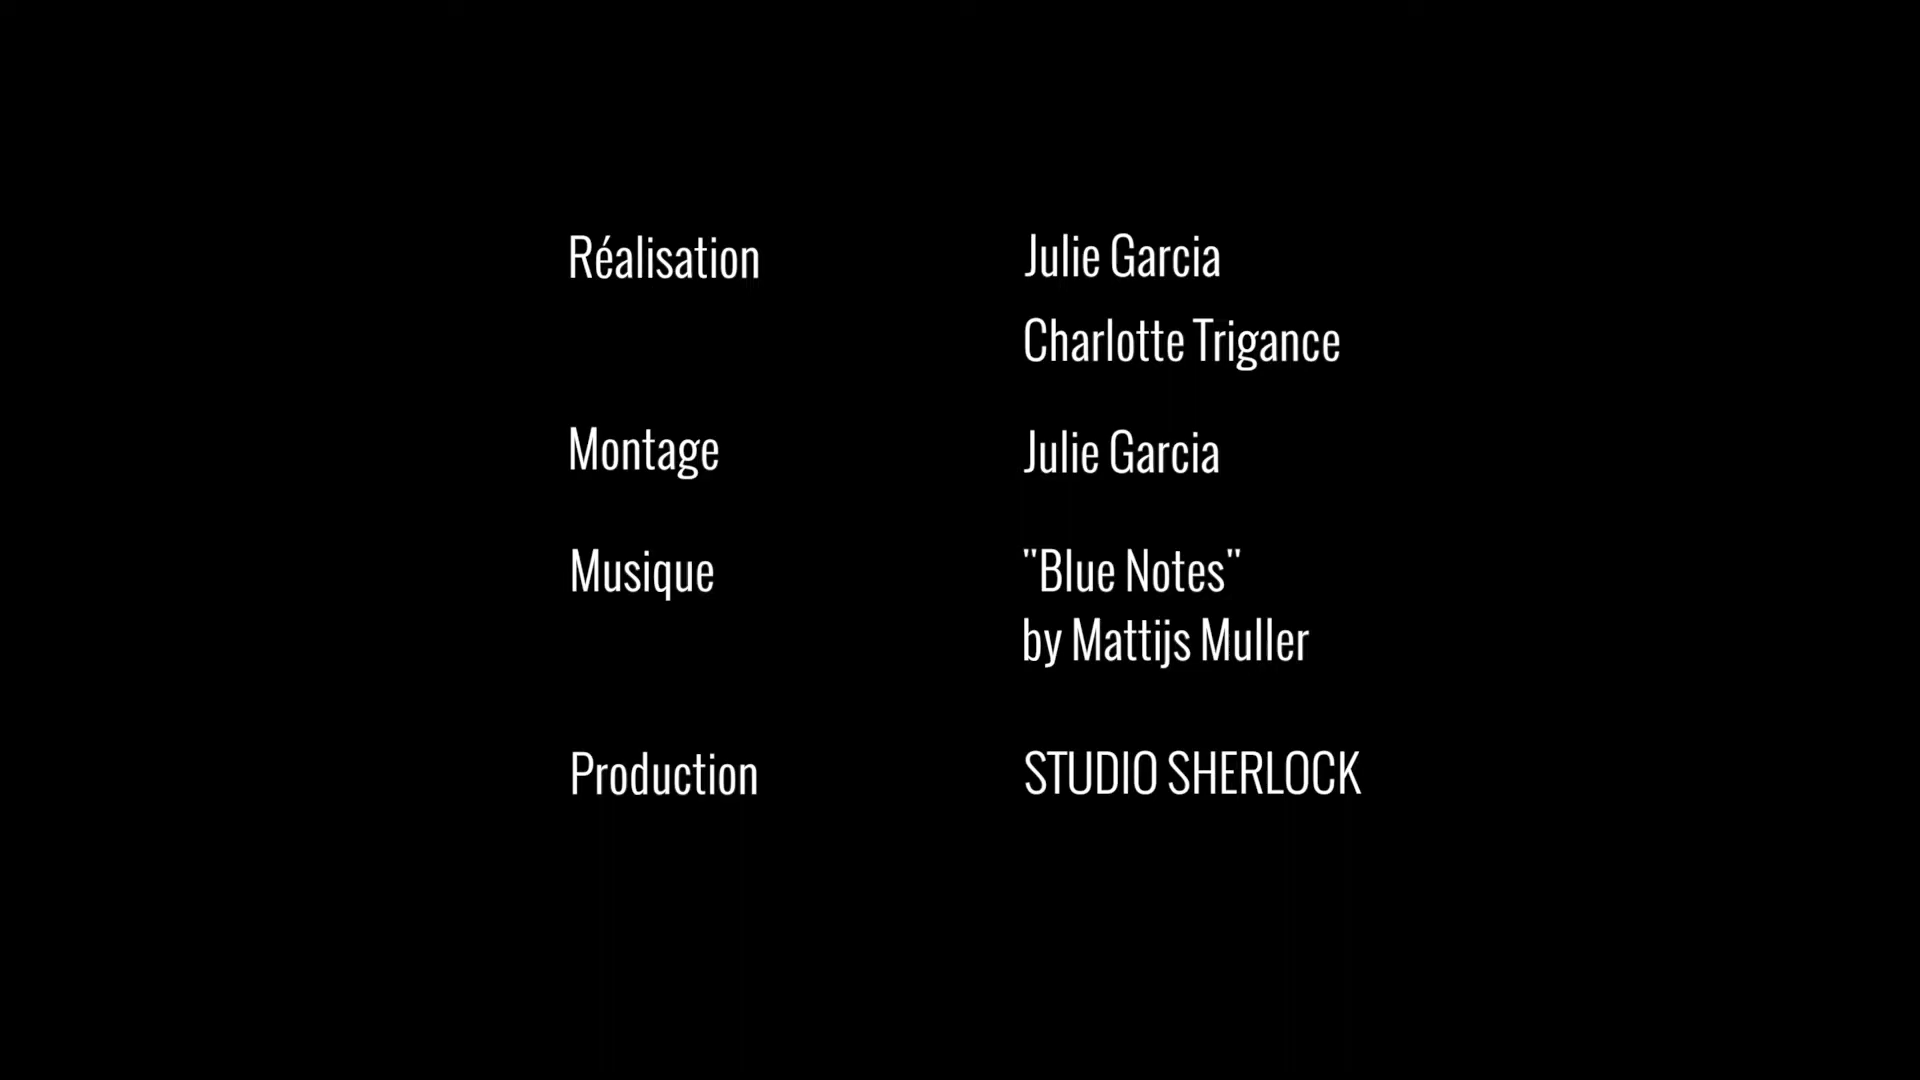 Réalisation Julie Garcia
Charlotte Trigance
Montage Julie Garcia
Musique "Blue Notes"
by Mattijs Muller
Production STUDIO SHERLOCK